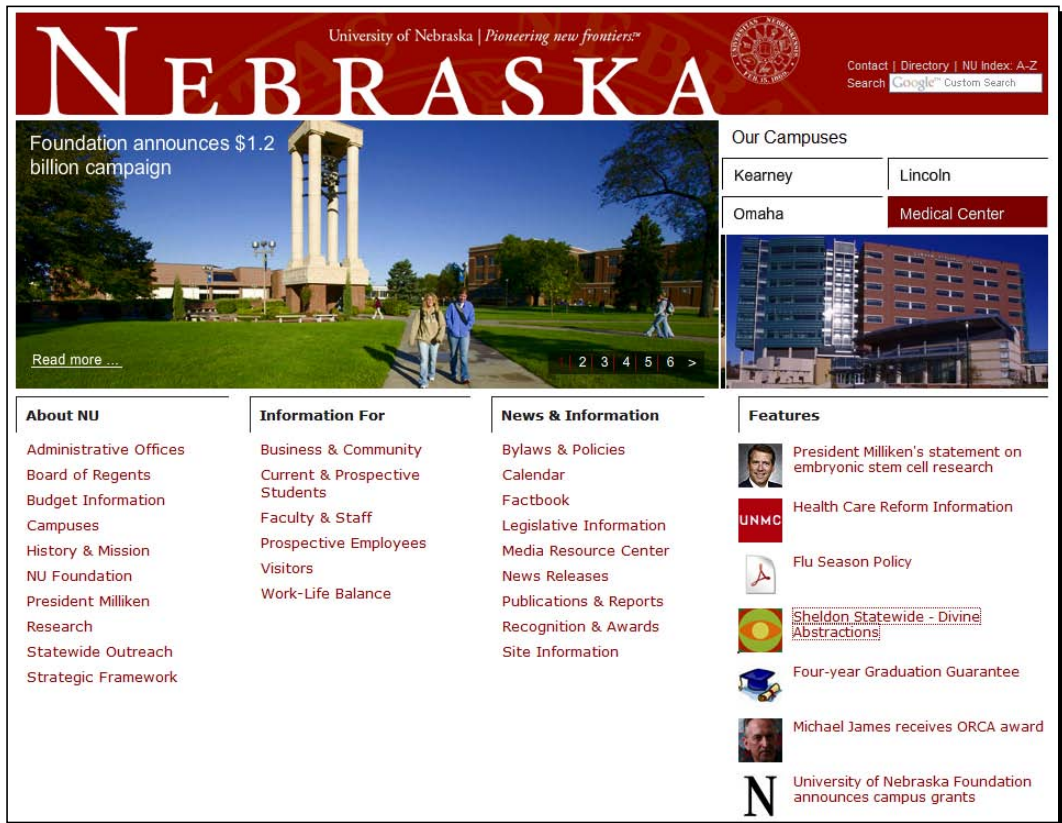 University of Nebraska | Pioneering new frontiers.™
NEBRASKA
Contact | Directory | NU Index: A-Z
Search Google™ Custom Search
Foundation announces $1.2
billion campaign
Read more ...
1 2 3 4 5 6 >
Our Campuses
Kearney
Lincoln
Omaha
Medical Center
About NU
Administrative Offices
Board of Regents
Budget Information
Campuses
History & Mission
NU Foundation
President Milliken
Research
Statewide Outreach
Strategic Framework
Information For
Business & Community
Current & Prospective
Students
Faculty & Staff
Prospective Employees
Visitors
Work-Life Balance
News & Information
Bylaws & Policies
Calendar
Factbook
Legislative Information
Media Resource Center
News Releases
Publications & Reports
Recognition & Awards
Site Information
Features
President Milliken's statement on
embryonic stem cell research
UNMC
Health Care Reform Information
Flu Season Policy
Sheldon Statewide - Divine
Abstractions
Four-year Graduation Guarantee
Michael James receives ORCA award
N
University of Nebraska Foundation
announces campus grants